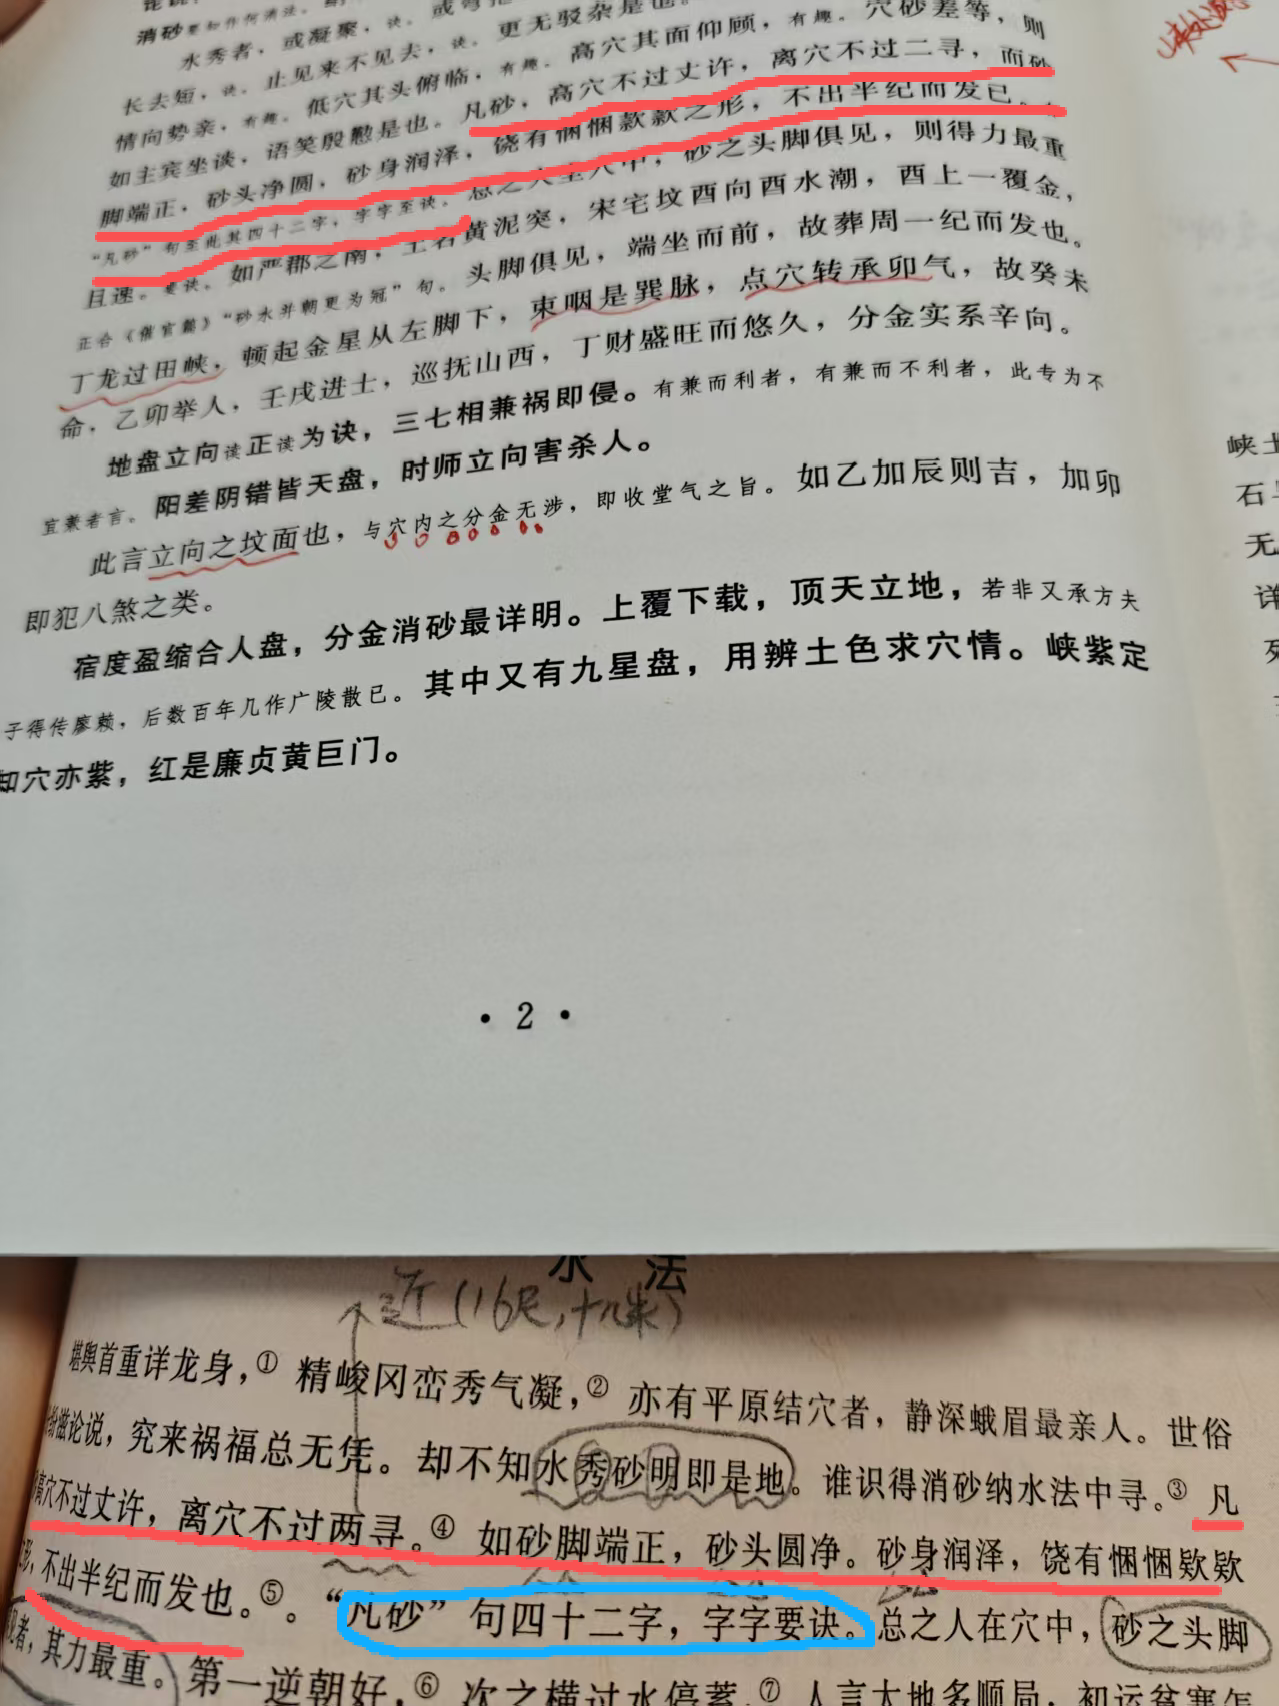 消砂要知作何消法。
水秀者，或凝聚，诀。或弯
长去短，诀。止见来不见去，诀。更无驳杂是也。
情向势亲，有趣。低穴其头俯临，有趣。高穴其面仰顾，有趣。穴砂差等，则
如主宾坐谈，语笑殷懃是也。凡砂，高穴不过丈许，离穴不过二寻，而砂
脚端正，砂头净圆，砂身润泽，饶有悃悃款款之形，不出半纪而发已。
“凡砂”句至此其四十二字，字字至诀。总之人坐穴中，砂之头脚俱见，则得力最重
且速。要诀。如严郡之南，土名黄泥突，宋宅坟酉向酉水潮，酉上一覆金，
正合《催官篇》“砂水并朝更为冠”句。头脚俱见，端坐而前，故葬周一纪而发也。
丁龙过田峡，顿起金星从左脚下，束咽是巽脉，点穴转承卯气，故癸未
命，乙卯举人，壬戌进士，巡抚山西，丁财盛旺而悠久，分金实系辛向。
地盘立向读正读为诀，三七相兼祸即侵。有兼而利者，有兼而不利者，此专为不
宜兼者言。阳差阴错皆天盘，时师立向害杀人。
此言立向之坟面也，与穴内之分金无涉，即收堂气之旨。如乙加辰则吉，加卯
即犯八煞之类。
宿度盈缩合人盘，分金消砂最详明。上覆下载，顶天立地，若非又承方夫
子得传廖赖，后数百年几作广陵散已。其中又有九星盘，用辨土色求穴情。峡紫定
知穴亦紫，红是廉贞黄巨门。
• 2 •
峡土
石
无
详
水 法
近（16尺，十几米）
堪舆首重详龙身，① 精峻冈峦秀气凝，② 亦有平原结穴者，静深蛾眉最亲人。世俗
纷滋论说，究来祸福总无凭。却不知水秀砂明即是地。谁识得消砂纳水法中寻。③ 凡
高穴不过丈许，离穴不过两寻。④ 如砂脚端正，砂头圆净。砂身润泽，饶有悃悃欵欵
形，不出半纪而发也。⑤。“凡砂”句四十二字，字字要诀。总之人在穴中，砂之头脚
见者，其力最重。第一逆朝好，⑥ 次之横过水停蓄，⑦ 人言大地多顺局，初运贫寒